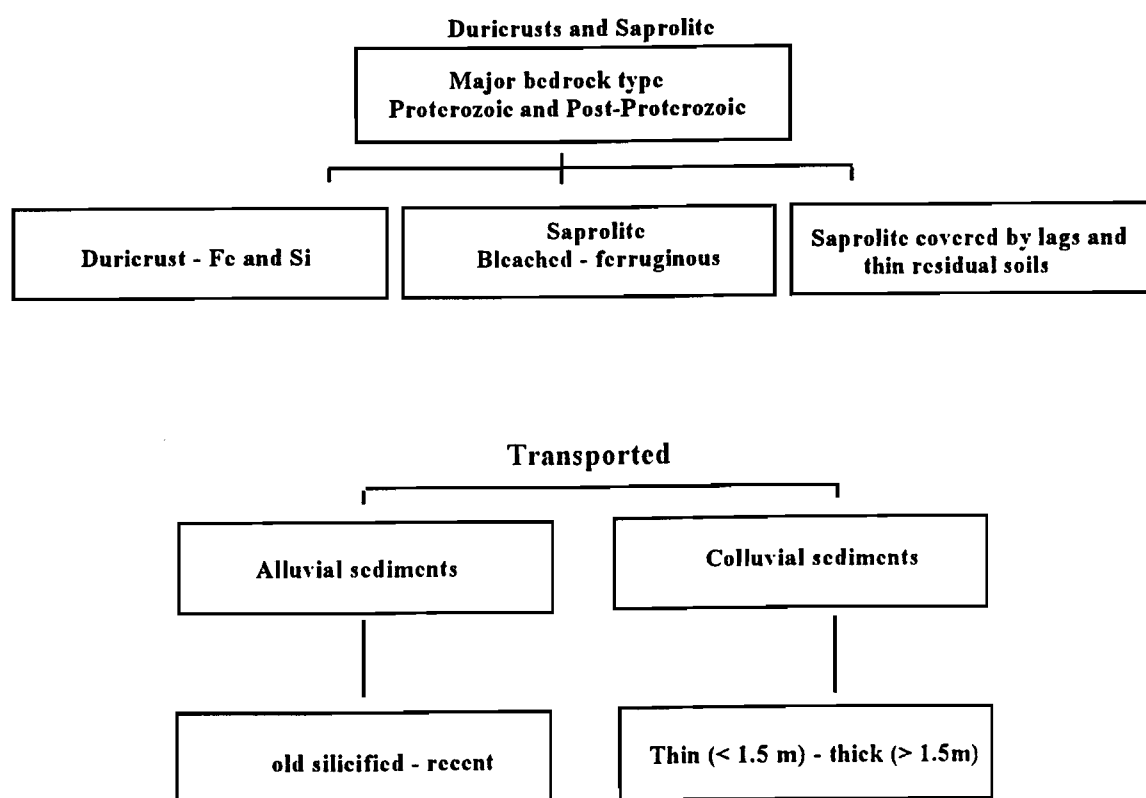 Duricrusts and Saprolite
Major bedrock type
Proterozoic and Post-Proterozoic
Duricrust - Fe and Si
Saprolite
Bleached - ferruginous
Saprolite covered by lags and
thin residual soils
Transported
Alluvial sediments
Colluvial sediments
old silicified - recent
Thin (< 1.5 m) - thick (> 1.5m)